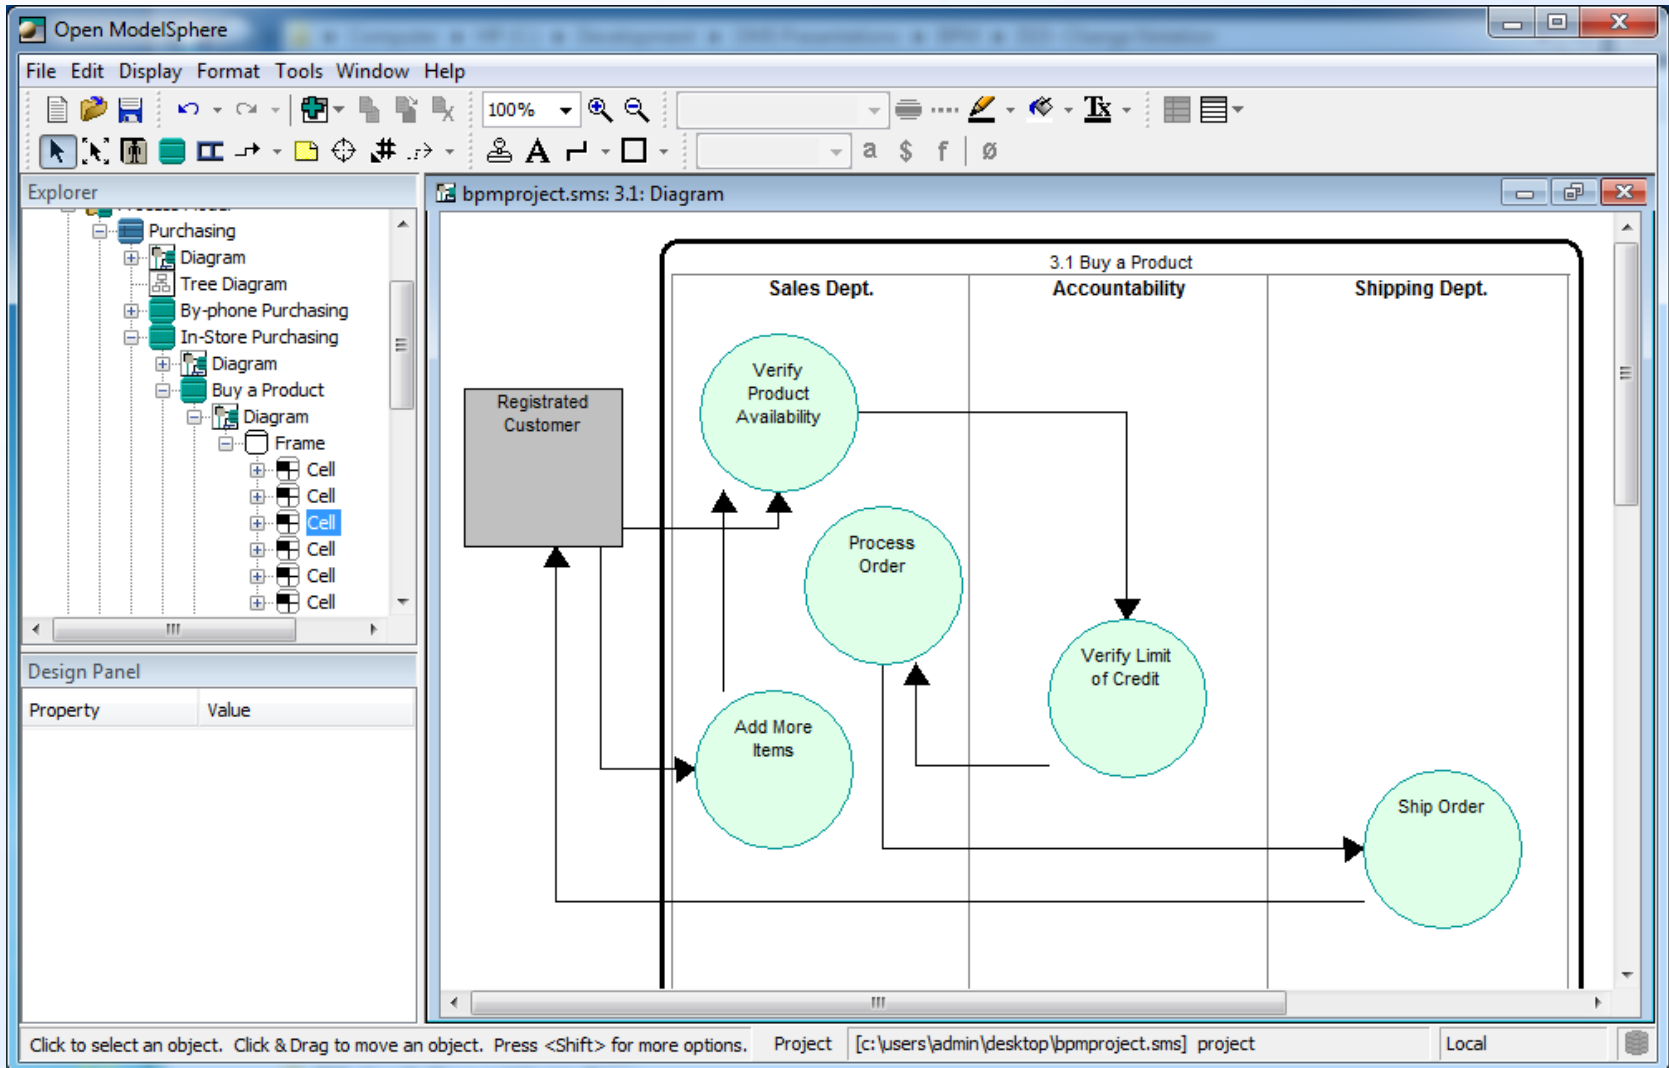 Open ModelSphere
File Edit Display Format Tools Window Help
100%
Tx
A
a $ f ø
Explorer
Purchasing
Diagram
Tree Diagram
By-phone Purchasing
In-Store Purchasing
Diagram
Buy a Product
Diagram
Frame
Cell
Cell
Cell
Cell
Cell
Cell
Design Panel
Property Value
bpmproject.sms: 3.1: Diagram
3.1 Buy a Product
Sales Dept. Accountability Shipping Dept.
Registrated
Customer
Verify
Product
Availability
Process
Order
Verify Limit
of Credit
Add More
Items
Ship Order
Click to select an object. Click & Drag to move an object. Press <Shift> for more options. Project [c:\users\admin\desktop\bpmproject.sms] project Local